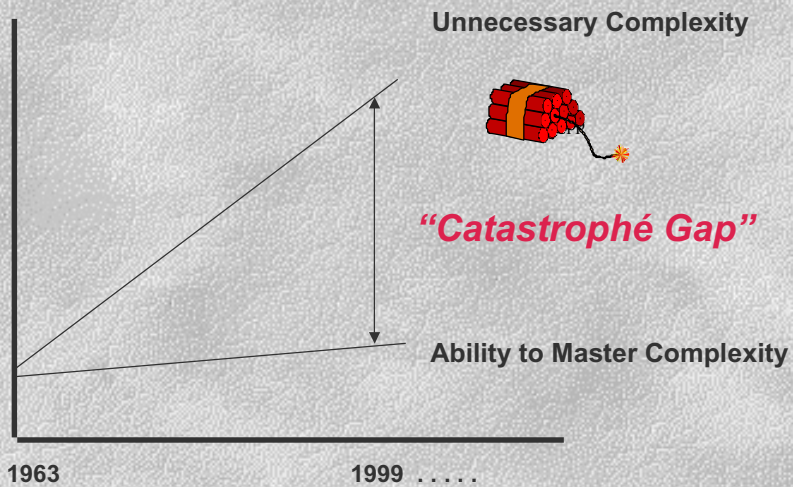 Unnecessary Complexity
“Catastrophé Gap”
Ability to Master Complexity
1963
1999 . . . . .